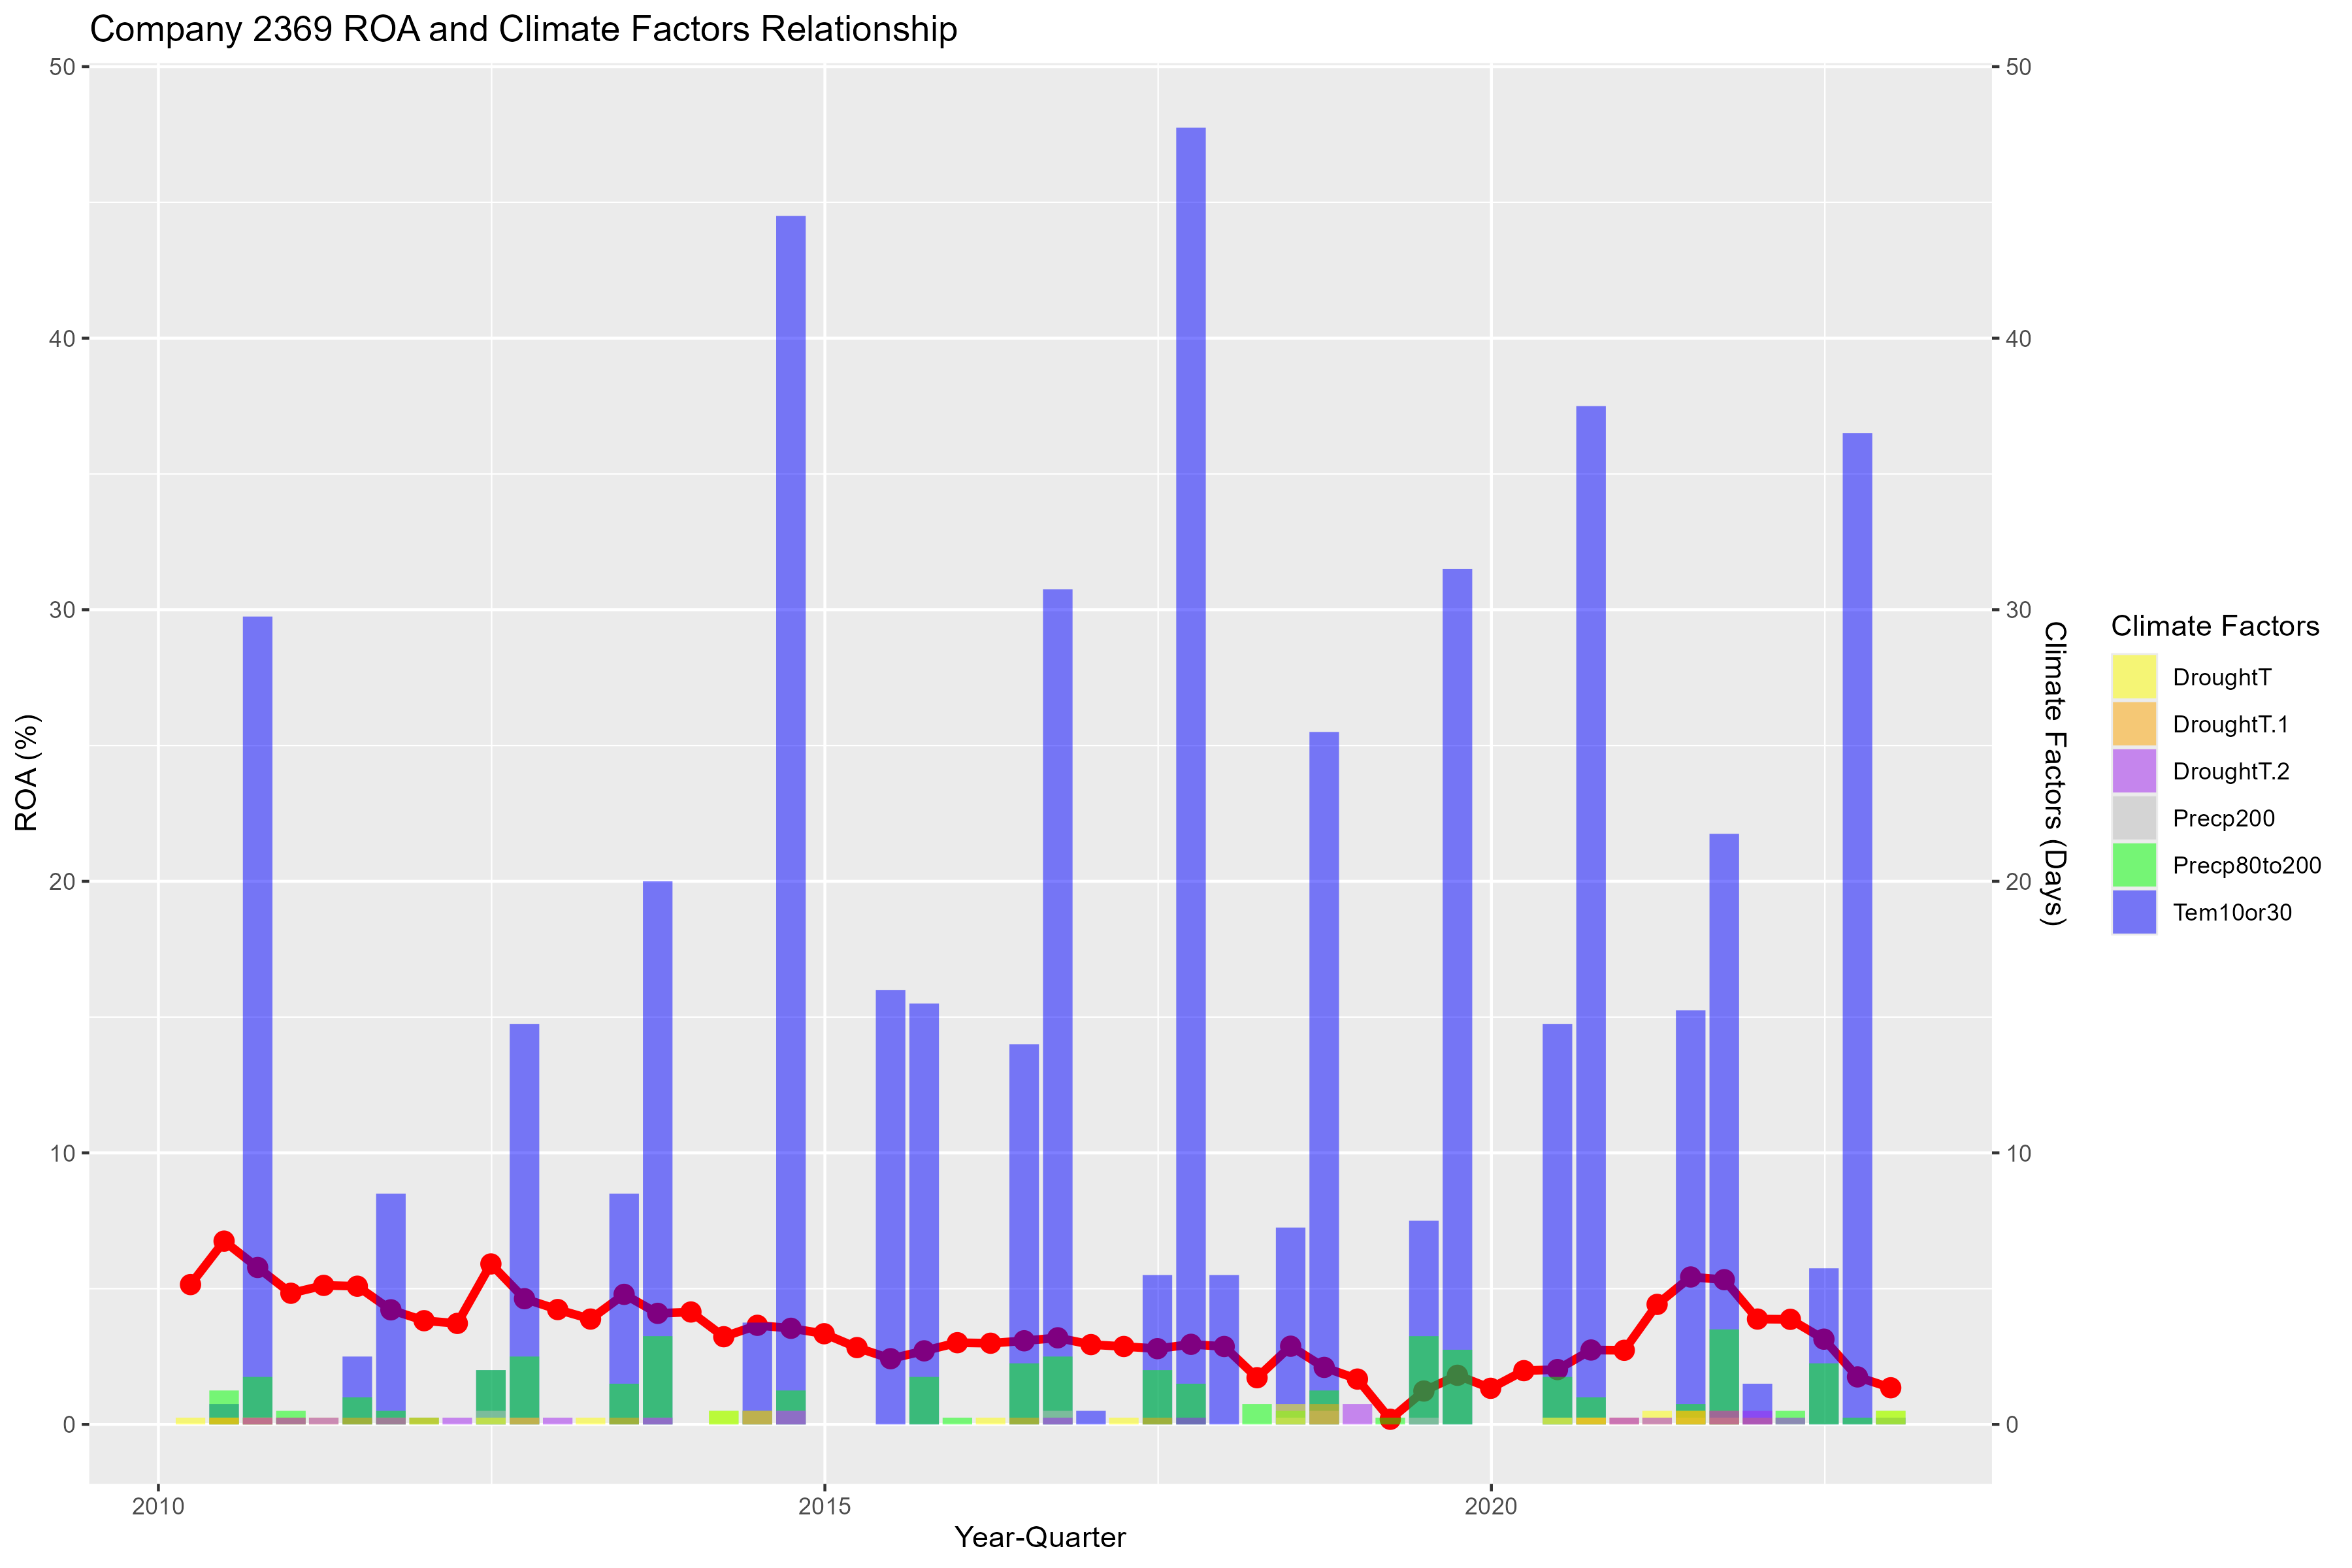 Company 2369 ROA and Climate Factors Relationship
50
40
30
20
10
0
ROA (%)
2010
2015
2020
Year-Quarter
50
40
30
20
10
0
Climate Factors (Days)
Climate Factors
DroughtT
DroughtT.1
DroughtT.2
Precp200
Precp80to200
Tem10or30